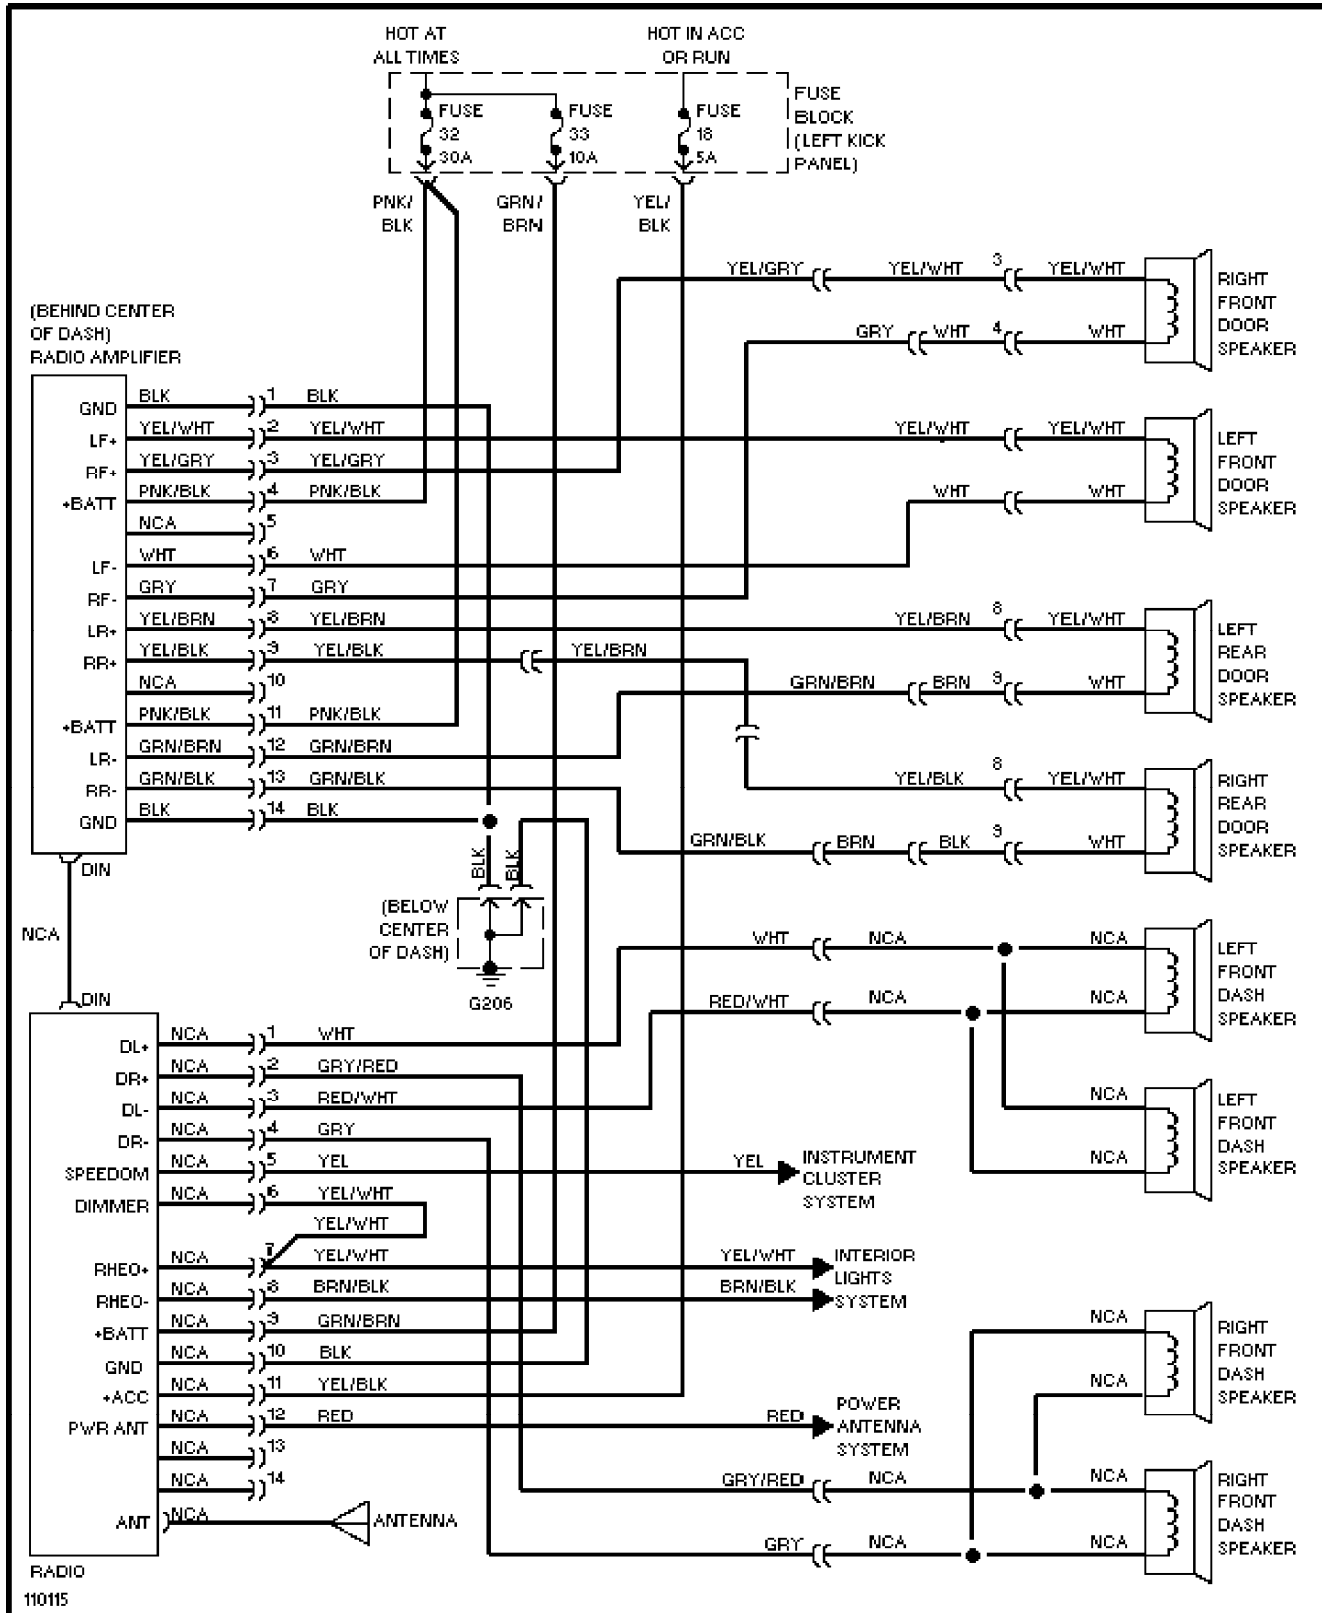 HOT AT
ALL TIMES
HOT IN ACC
OR RUN
FUSE
32
30A
FUSE
33
10A
FUSE
18
5A
FUSE
BLOCK
(LEFT KICK
PANEL)
PNK/
BLK
GRN/
BRN
YEL/
BLK
YEL/GRY
YEL/WHT
3
YEL/WHT
GRY
WHT
4
WHT
RIGHT
FRONT
DOOR
SPEAKER
(BEHIND CENTER
OF DASH)
RADIO AMPLIFIER
GND
BLK
1
BLK
LF+
YEL/WHT
2
YEL/WHT
YEL/WHT
YEL/WHT
RF+
YEL/GRY
3
YEL/GRY
+BATT
PNK/BLK
4
PNK/BLK
WHT
WHT
LEFT
FRONT
DOOR
SPEAKER
NCA
5
LF-
WHT
6
WHT
RF-
GRY
7
GRY
LR+
YEL/BRN
8
YEL/BRN
YEL/BRN
8
YEL/WHT
RR+
YEL/BLK
9
YEL/BLK
YEL/BRN
NCA
10
GRN/BRN
BRN
9
WHT
LEFT
REAR
DOOR
SPEAKER
+BATT
PNK/BLK
11
PNK/BLK
LR-
GRN/BRN
12
GRN/BRN
RR-
GRN/BLK
13
GRN/BLK
YEL/BLK
8
YEL/WHT
GND
BLK
14
BLK
GRN/BLK
BRN
BLK
9
WHT
RIGHT
REAR
DOOR
SPEAKER
DIN
BLK
BLK
(BELOW
CENTER
OF DASH)
G206
NCA
DIN
WHT
NCA
NCA
RED/WHT
NCA
NCA
LEFT
FRONT
DASH
SPEAKER
DL+
NCA
1
WHT
DR+
NCA
2
GRY/RED
DL-
NCA
3
RED/WHT
NCA
DR-
NCA
4
GRY
SPEEDOM
NCA
5
YEL
YEL
INSTRUMENT
CLUSTER
SYSTEM
NCA
LEFT
FRONT
DASH
SPEAKER
DIMMER
NCA
6
YEL/WHT
YEL/WHT
RHEO+
NCA
7
YEL/WHT
YEL/WHT
RHEO-
NCA
8
BRN/BLK
BRN/BLK
INTERIOR
LIGHTS
SYSTEM
+BATT
NCA
9
GRN/BRN
NCA
GND
NCA
10
BLK
+ACC
NCA
11
YEL/BLK
NCA
RIGHT
FRONT
DASH
SPEAKER
PWR ANT
NCA
12
RED
RED
POWER
ANTENNA
SYSTEM
NCA
13
NCA
14
GRY/RED
NCA
NCA
ANT
NCA
ANTENNA
GRY
NCA
NCA
RIGHT
FRONT
DASH
SPEAKER
RADIO
110115